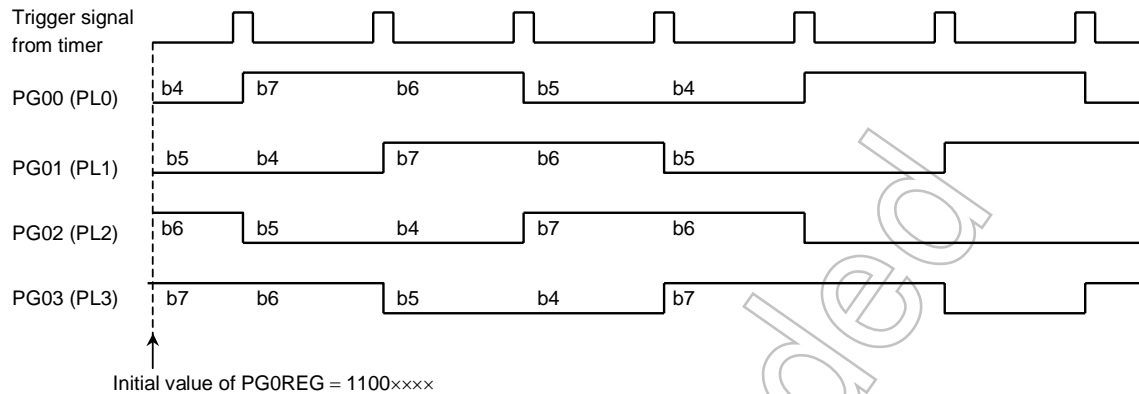 Trigger signal
from timer
PG00 (PL0) b4 b7 b6 b5 b4
PG01 (PL1) b5 b4 b7 b6 b5
PG02 (PL2) b6 b5 b4 b7 b6
PG03 (PL3) b7 b6 b5 b4 b7
Initial value of PG0REG = 1100××××
ded